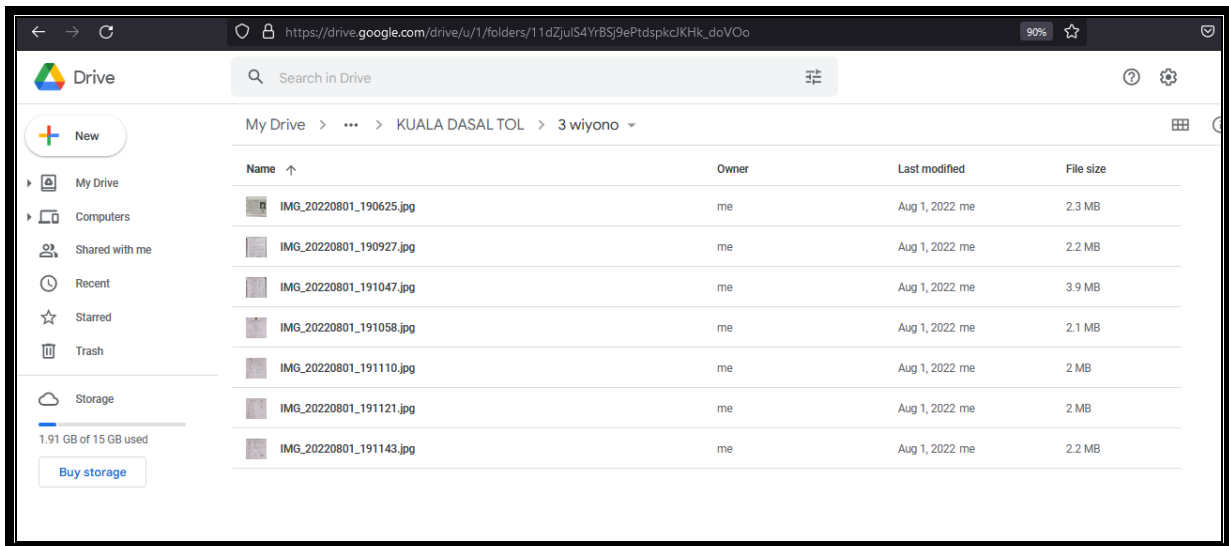 https://drive.google.com/drive/u/1/folders/11dZjulS4YrBSj9ePtdspkcJKHk_doVOo 90%
Drive Search in Drive
New
My Drive > ••• > KUALA DASAL TOL > 3 wiyono
Name Owner Last modified File size
My Drive
Computers
Shared with me
Recent
Starred
Trash
Storage
1.91 GB of 15 GB used
Buy storage
IMG_20220801_190625.jpg me Aug 1, 2022 me 2.3 MB
IMG_20220801_190927.jpg me Aug 1, 2022 me 2.2 MB
IMG_20220801_191047.jpg me Aug 1, 2022 me 3.9 MB
IMG_20220801_191058.jpg me Aug 1, 2022 me 2.1 MB
IMG_20220801_191110.jpg me Aug 1, 2022 me 2 MB
IMG_20220801_191121.jpg me Aug 1, 2022 me 2 MB
IMG_20220801_191143.jpg me Aug 1, 2022 me 2.2 MB